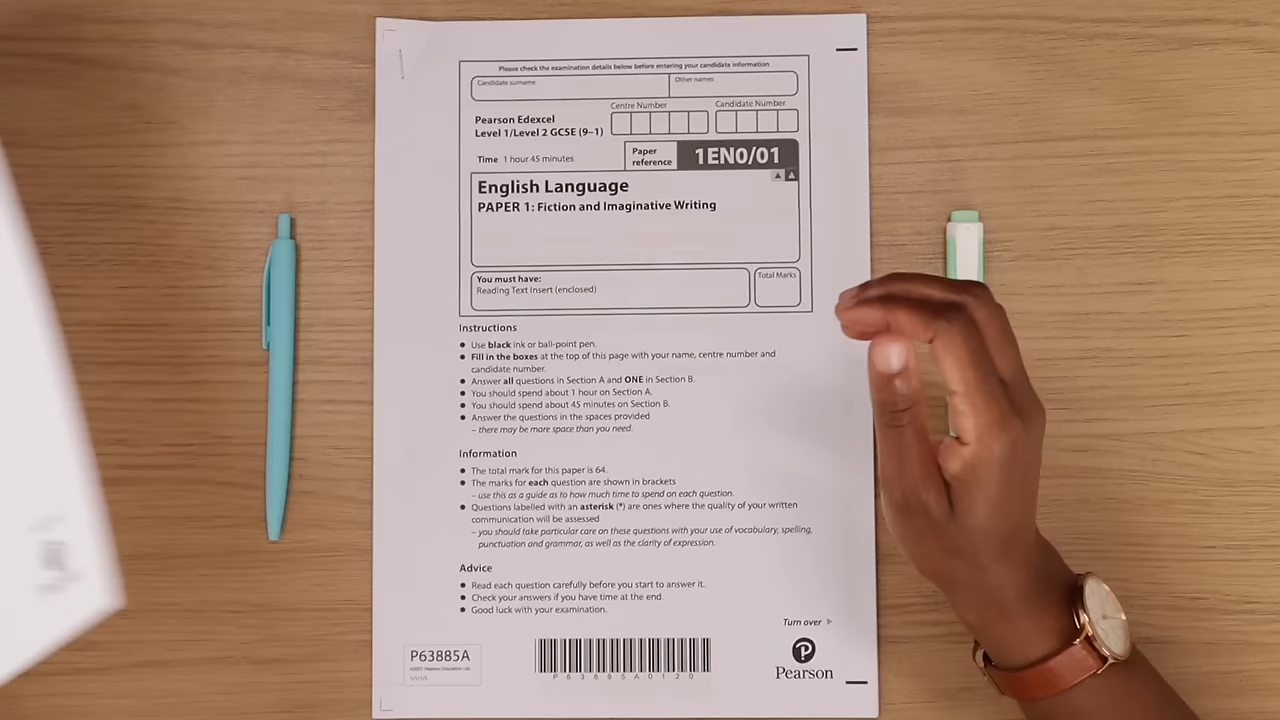 Please check the examination details below before entering your candidate information
Candidate surname
Other names
Centre Number
Candidate Number
Pearson Edexcel
Level 1/Level 2 GCSE (9–1)
Time 1 hour 45 minutes
Paper
reference
1EN0/01
English Language
PAPER 1: Fiction and Imaginative Writing
You must have:
Reading Text Insert (enclosed)
Total Marks
Instructions
● Use black ink or ball-point pen.
● Fill in the boxes at the top of this page with your name, centre number and
candidate number.
● Answer all questions in Section A and ONE in Section B.
● You should spend about 1 hour on Section A.
● You should spend about 45 minutes on Section B.
● Answer the questions in the spaces provided
– there may be more space than you need.
Information
● The total mark for this paper is 64.
● The marks for each question are shown in brackets
– use this as a guide as to how much time to spend on each question.
● Questions labelled with an asterisk (*) are ones where the quality of your written
communication will be assessed
– you should take particular care on these questions with your use of vocabulary, spelling,
punctuation and grammar, as well as the clarity of expression.
Advice
● Read each question carefully before you start to answer it.
● Check your answers if you have time at the end.
● Good luck with your examination.
Turn over
P63885A
©2021 Pearson Education Ltd.
P63885A0120
Pearson